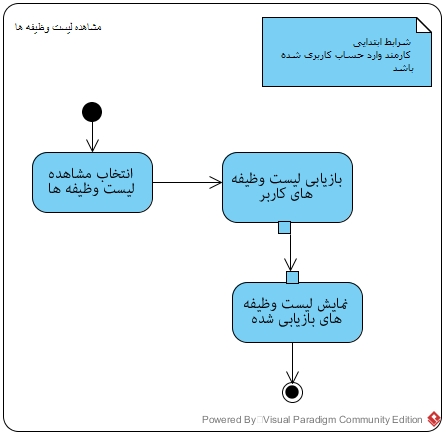 مشاهده لیست وظیفه ها
شرایط ابتدایی
کارمند وارد حساب کاربری شده
باشد
انتخاب مشاهده
لیست وظیفه ها
بازیابی لیست وظیفه
های کاربر
نمایش لیست وظیفه
های بازیابی شده
Powered By Visual Paradigm Community Edition